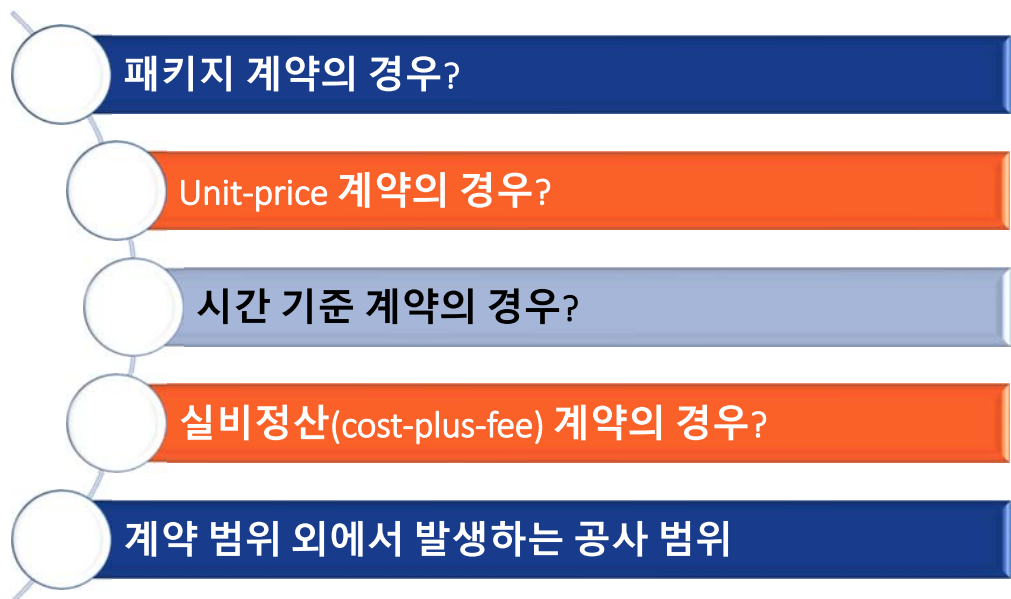 패키지 계약의 경우?
Unit-price 계약의 경우?
시간 기준 계약의 경우?
실비정산(cost-plus-fee) 계약의 경우?
계약 범위 외에서 발생하는 공사 범위